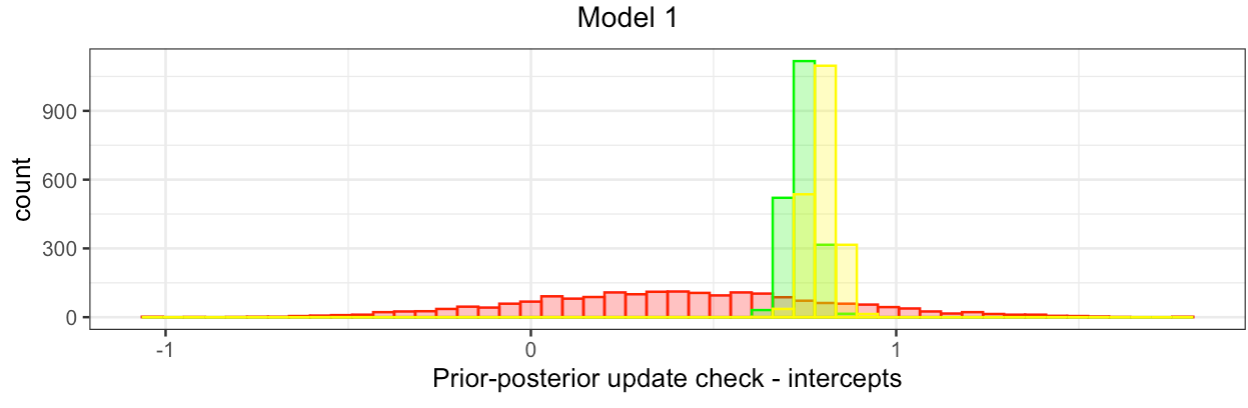 Model 1
900
600
300
0
count
-1
0
1
Prior-posterior update check - intercepts